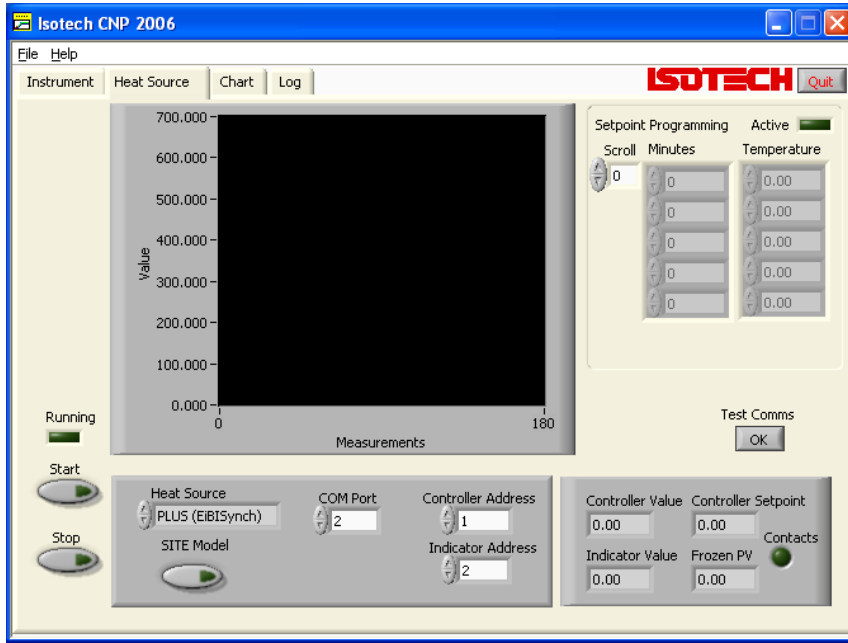 Isotech CNP 2006
File Help
Instrument Heat Source Chart Log ISOTECH Quit
700.000
600.000
500.000
400.000
300.000
200.000
100.000
0.000
Value
0 180
Measurements
Setpoint Programming Active
Scroll Minutes Temperature
0 0 0.00
0 0.00
0 0.00
0 0.00
0 0.00
Running
Start
Stop
Test Comms
OK
Heat Source COM Port Controller Address
PLUS (EiBISynch) 2 1
SITE Model Indicator Address
2
Controller Value Controller Setpoint
0.00 0.00
Contacts
Indicator Value Frozen PV
0.00 0.00